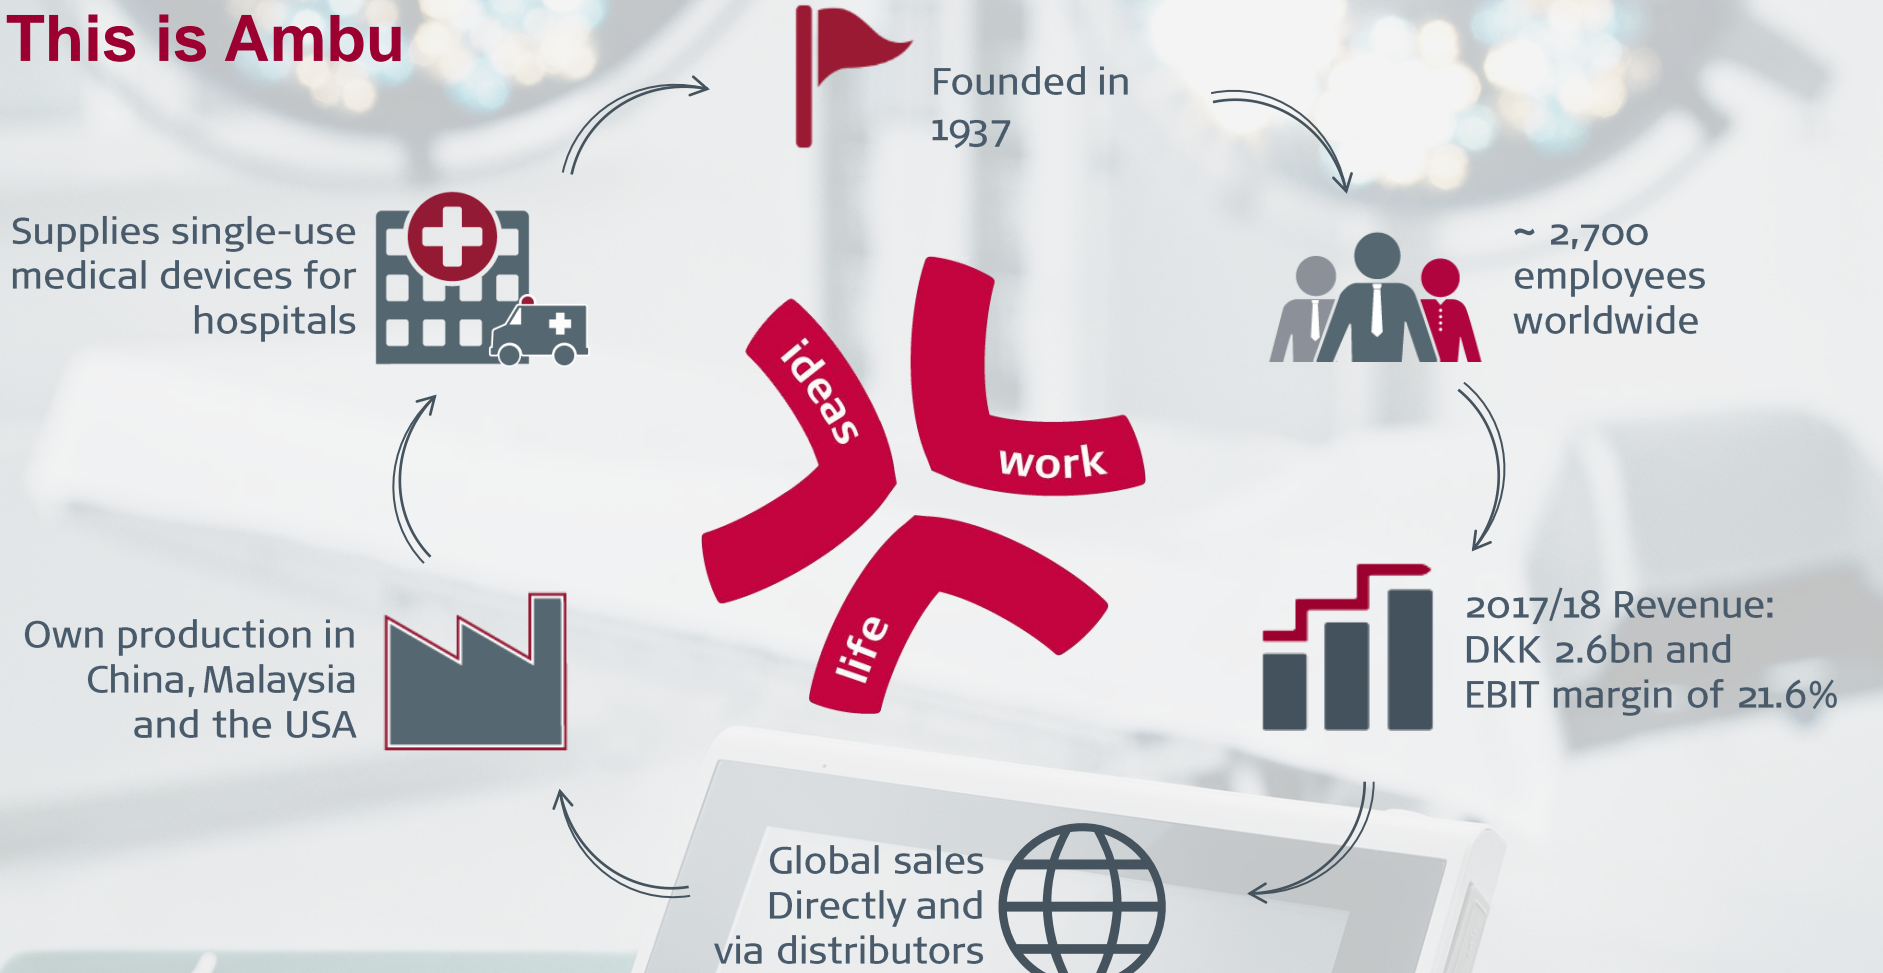 This is Ambu
Founded in
1937
~ 2,700
employees
worldwide
2017/18 Revenue:
DKK 2.6bn and
EBIT margin of 21.6%
Global sales
Directly and
via distributors
Own production in
China, Malaysia
and the USA
Supplies single-use
medical devices for
hospitals
ideas
work
life